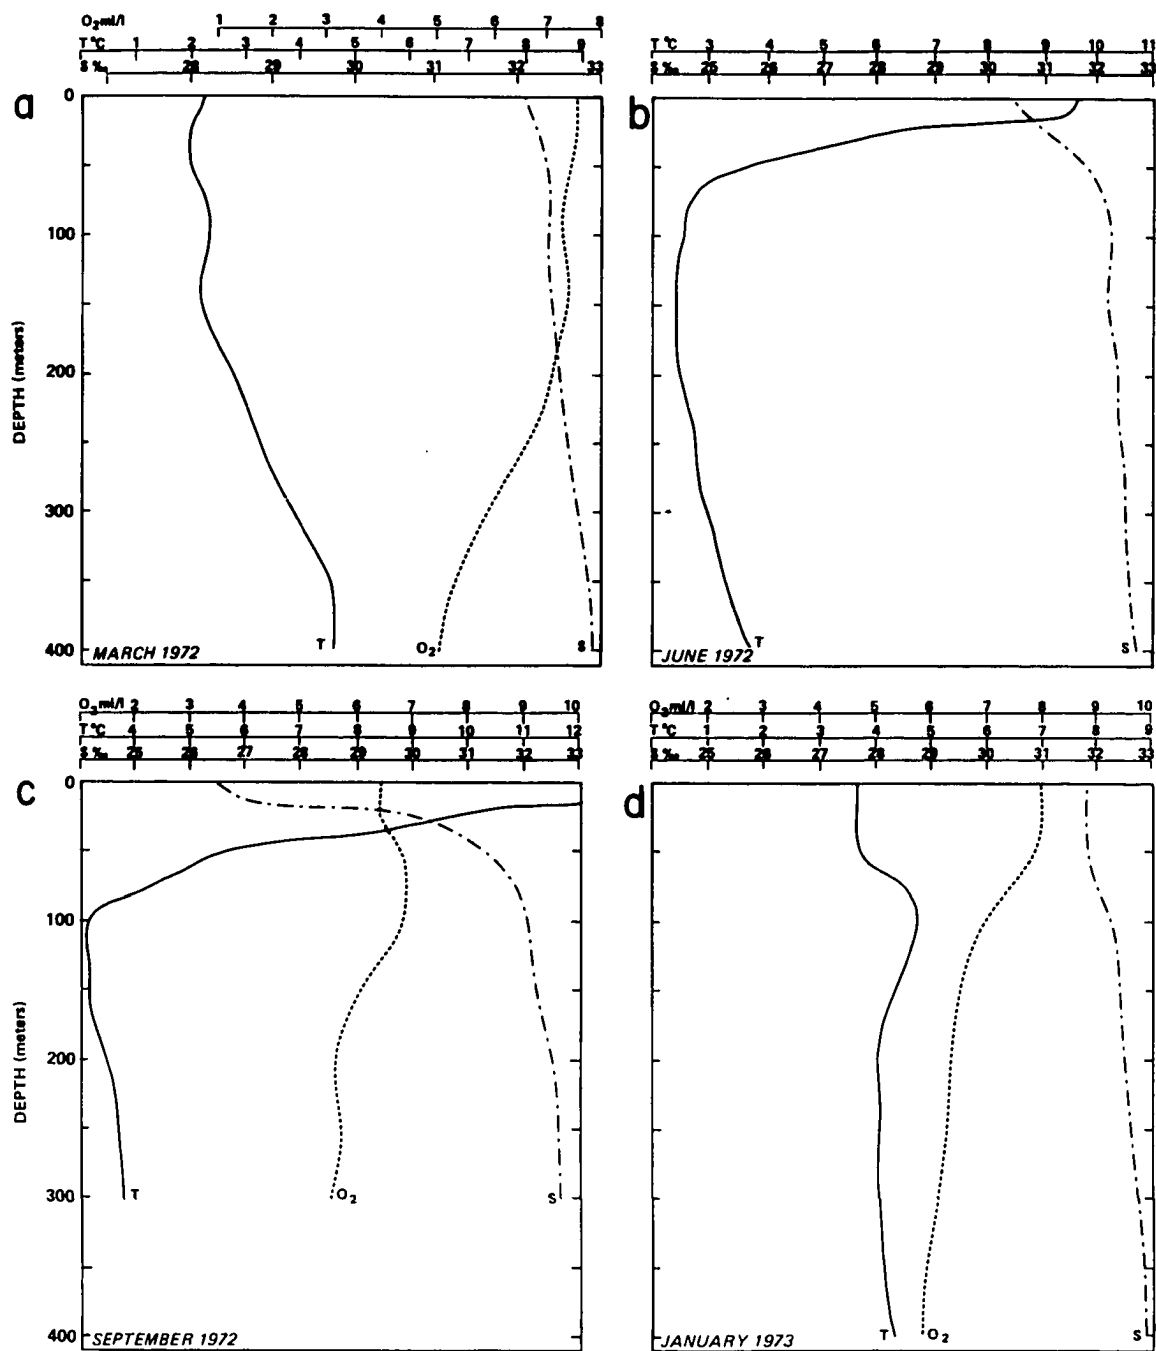 O₂ml/l 1 2 3 4 5 6 7 8
T °C 1 2 3 4 5 6 7 8 9
S ‰ 28 29 30 31 32 33
a
0
100
200
300
400
DEPTH (meters)
T O₂ S
MARCH 1972
T °C 3 4 5 6 7 8 9 10 11
S ‰ 25 26 27 28 29 30 31 32 33
b
T S
JUNE 1972
O₃ml/l 2 3 4 5 6 7 8 9 10
T °C 4 5 6 7 8 9 10 11 12
S ‰ 25 26 27 28 29 30 31 32 33
c
0
100
200
300
400
DEPTH (meters)
T O₂ S
SEPTEMBER 1972
O₃ml/l 2 3 4 5 6 7 8 9 10
T °C 1 2 3 4 5 6 7 8 9
S ‰ 25 26 27 28 29 30 31 32 33
d
T O₂ S
JANUARY 1973